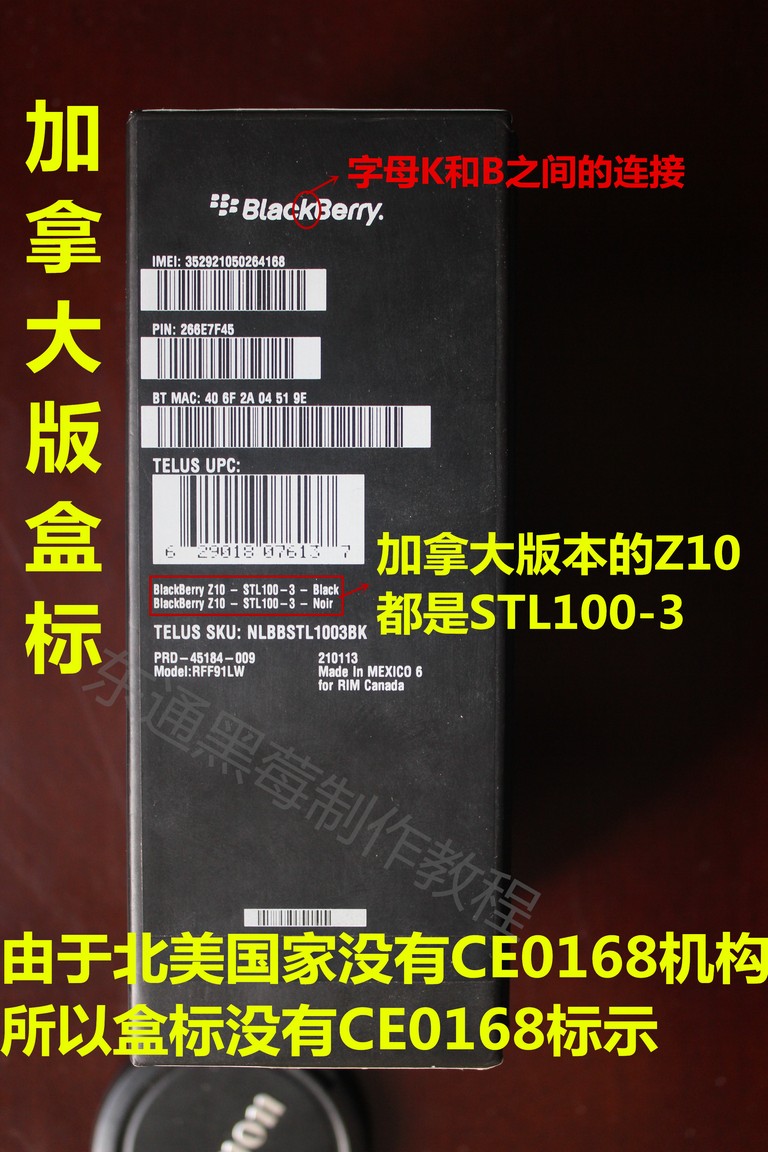 加拿大版盒标
字母K和B之间的连接
BlackBerry.
IMEI: 352921050264168
PIN: 266E7F45
BT MAC: 40 6F 2A 04 51 9E
TELUS UPC:
6 29018 07613 7
加拿大版本的Z10
都是STL100-3
BlackBerry Z10 - STL100-3 - Black
BlackBerry Z10 - STL100-3 - Noir
TELUS SKU: NLBBSTL1003BK
PRD-45184-009
Model:RFF91LW
210113
Made In MEXICO 6
for RIM Canada
东通黑莓制作教程
由于北美国家没有CE0168机构
所以盒标没有CE0168标示